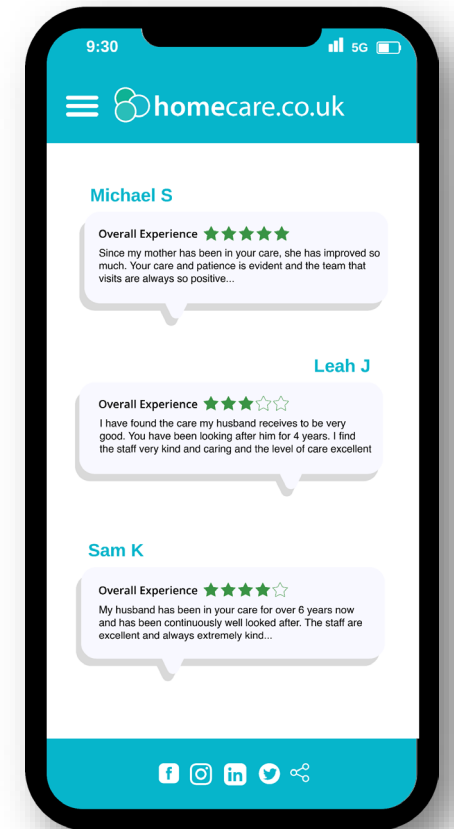 9:30
5G
homecare.co.uk
Michael S
Overall Experience
Since my mother has been in your care, she has improved so
much. Your care and patience is evident and the team that
visits are always so positive...
Leah J
Overall Experience
I have found the care my husband receives to be very
good. You have been looking after him for 4 years. I find
the staff very kind and caring and the level of care excellent
Sam K
Overall Experience
My husband has been in your care for over 6 years now
and has been continuously well looked after. The staff are
excellent and always extremely kind...